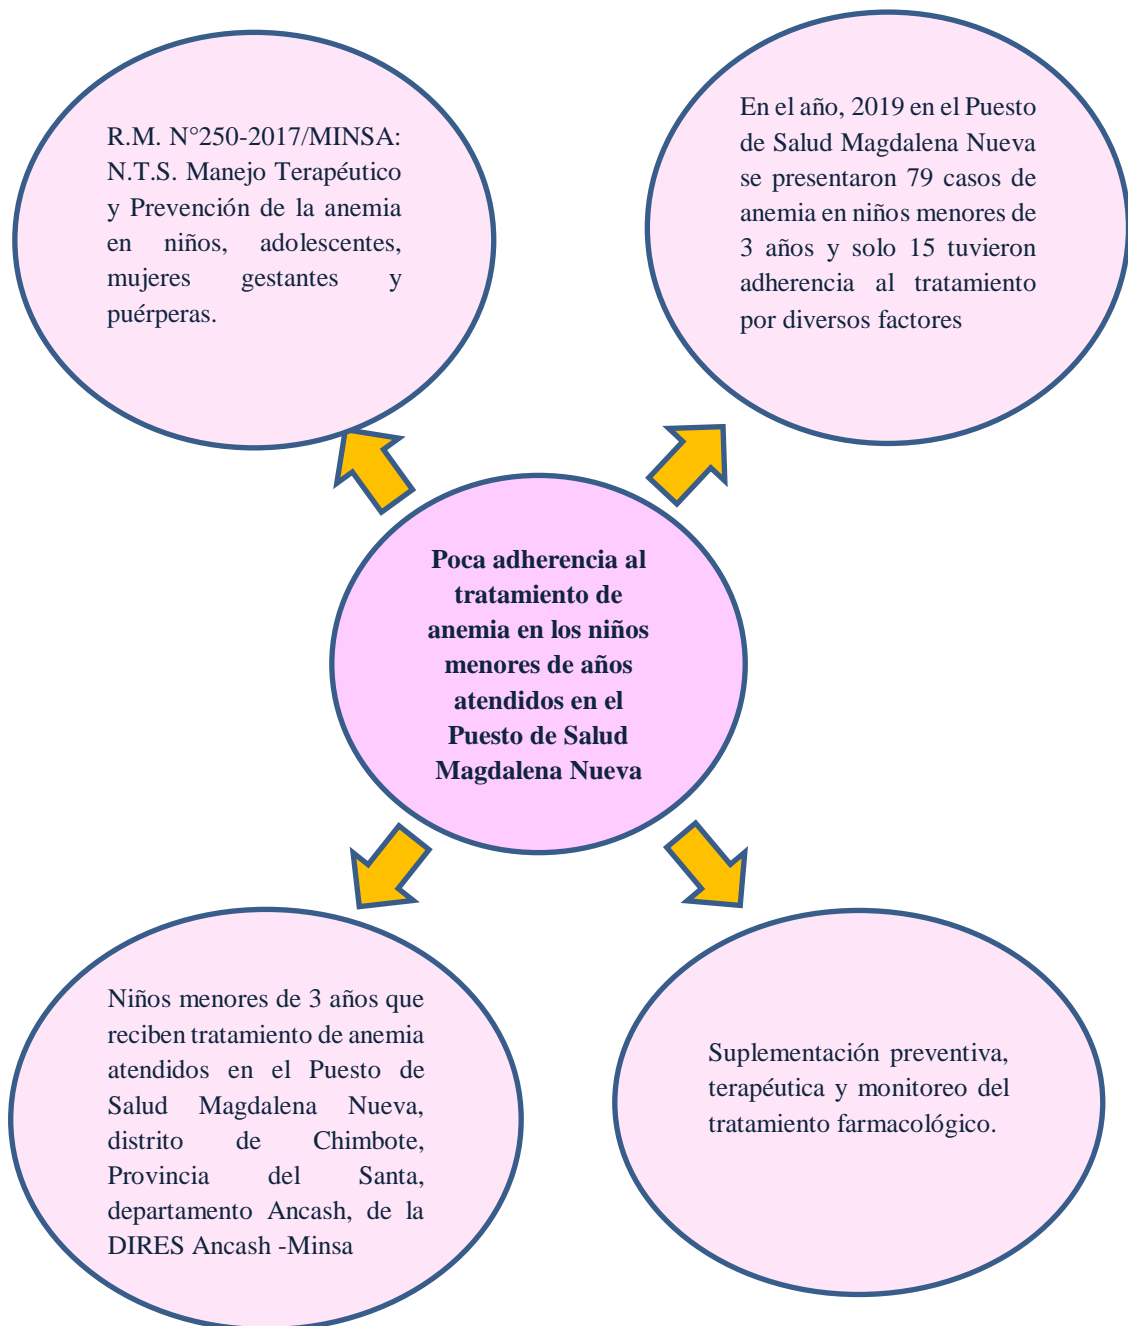 R.M. N°250-2017/MINSA:
N.T.S. Manejo Terapéutico
y Prevención de la anemia
en niños, adolescentes,
mujeres gestantes y
puérperas.
En el año, 2019 en el Puesto
de Salud Magdalena Nueva
se presentaron 79 casos de
anemia en niños menores de
3 años y solo 15 tuvieron
adherencia al tratamiento
por diversos factores
Poca adherencia al
tratamiento de
anemia en los niños
menores de años
atendidos en el
Puesto de Salud
Magdalena Nueva
Niños menores de 3 años que
reciben tratamiento de anemia
atendidos en el Puesto de
Salud Magdalena Nueva,
distrito de Chimbote,
Provincia del Santa,
departamento Ancash, de la
DIRES Ancash -Minsa
Suplementación preventiva,
terapéutica y monitoreo del
tratamiento farmacológico.